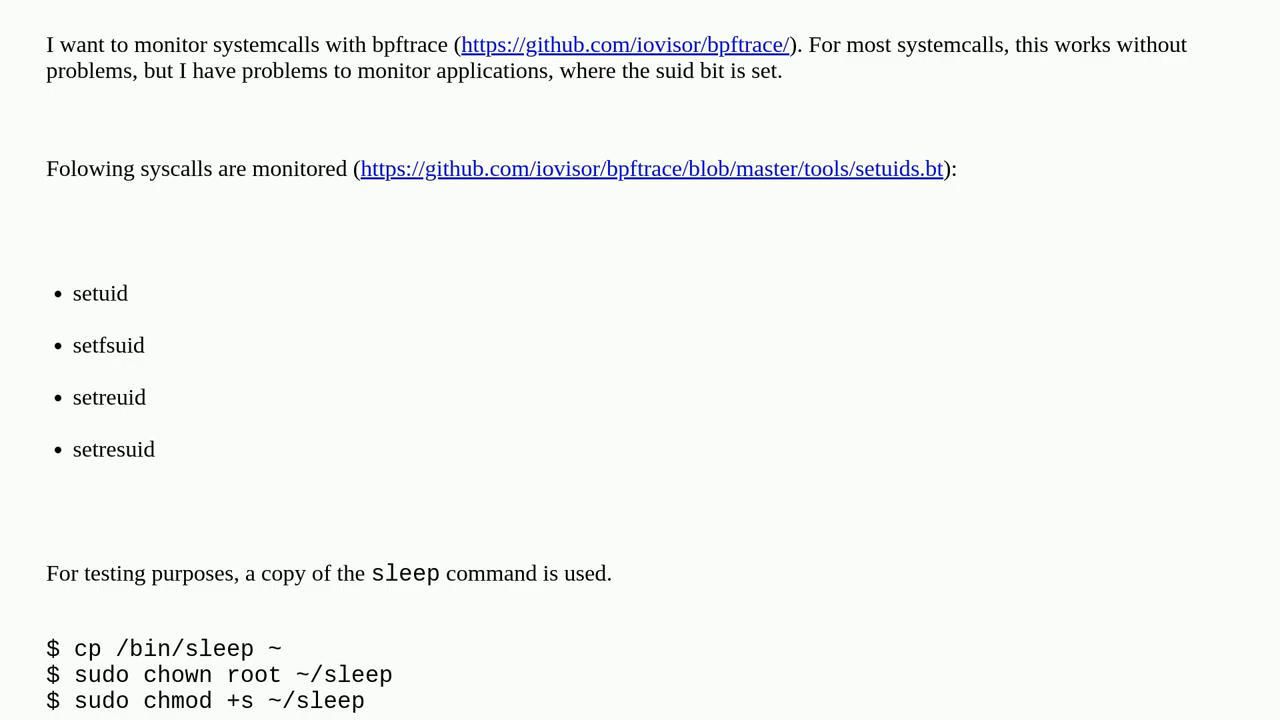 I want to monitor systemcalls with bpftrace (https://github.com/iovisor/bpftrace/). For most systemcalls, this works without
problems, but I have problems to monitor applications, where the suid bit is set.
Folowing syscalls are monitored (https://github.com/iovisor/bpftrace/blob/master/tools/setuids.bt):
• setuid
• setfsuid
• setreuid
• setresuid
For testing purposes, a copy of the sleep command is used.
$ cp /bin/sleep ~
$ sudo chown root ~/sleep
$ sudo chmod +s ~/sleep